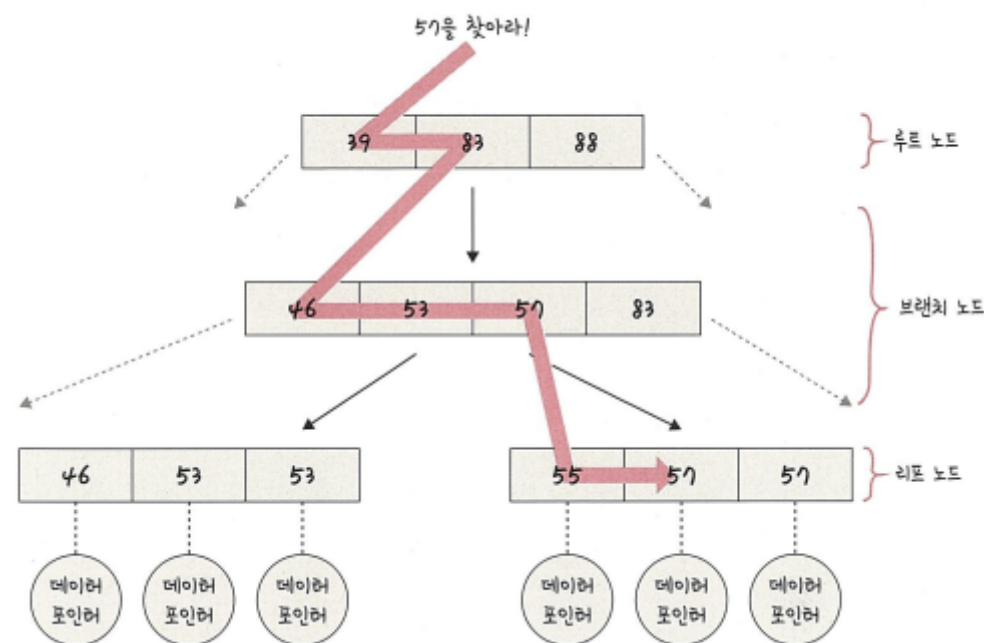 57을 찾아라!
39 83 88
루트 노드
46 53 57 83
브랜치 노드
46 53 53
55 57 57
리프 노드
데이터
포인터
데이터
포인터
데이터
포인터
데이터
포인터
데이터
포인터
데이터
포인터